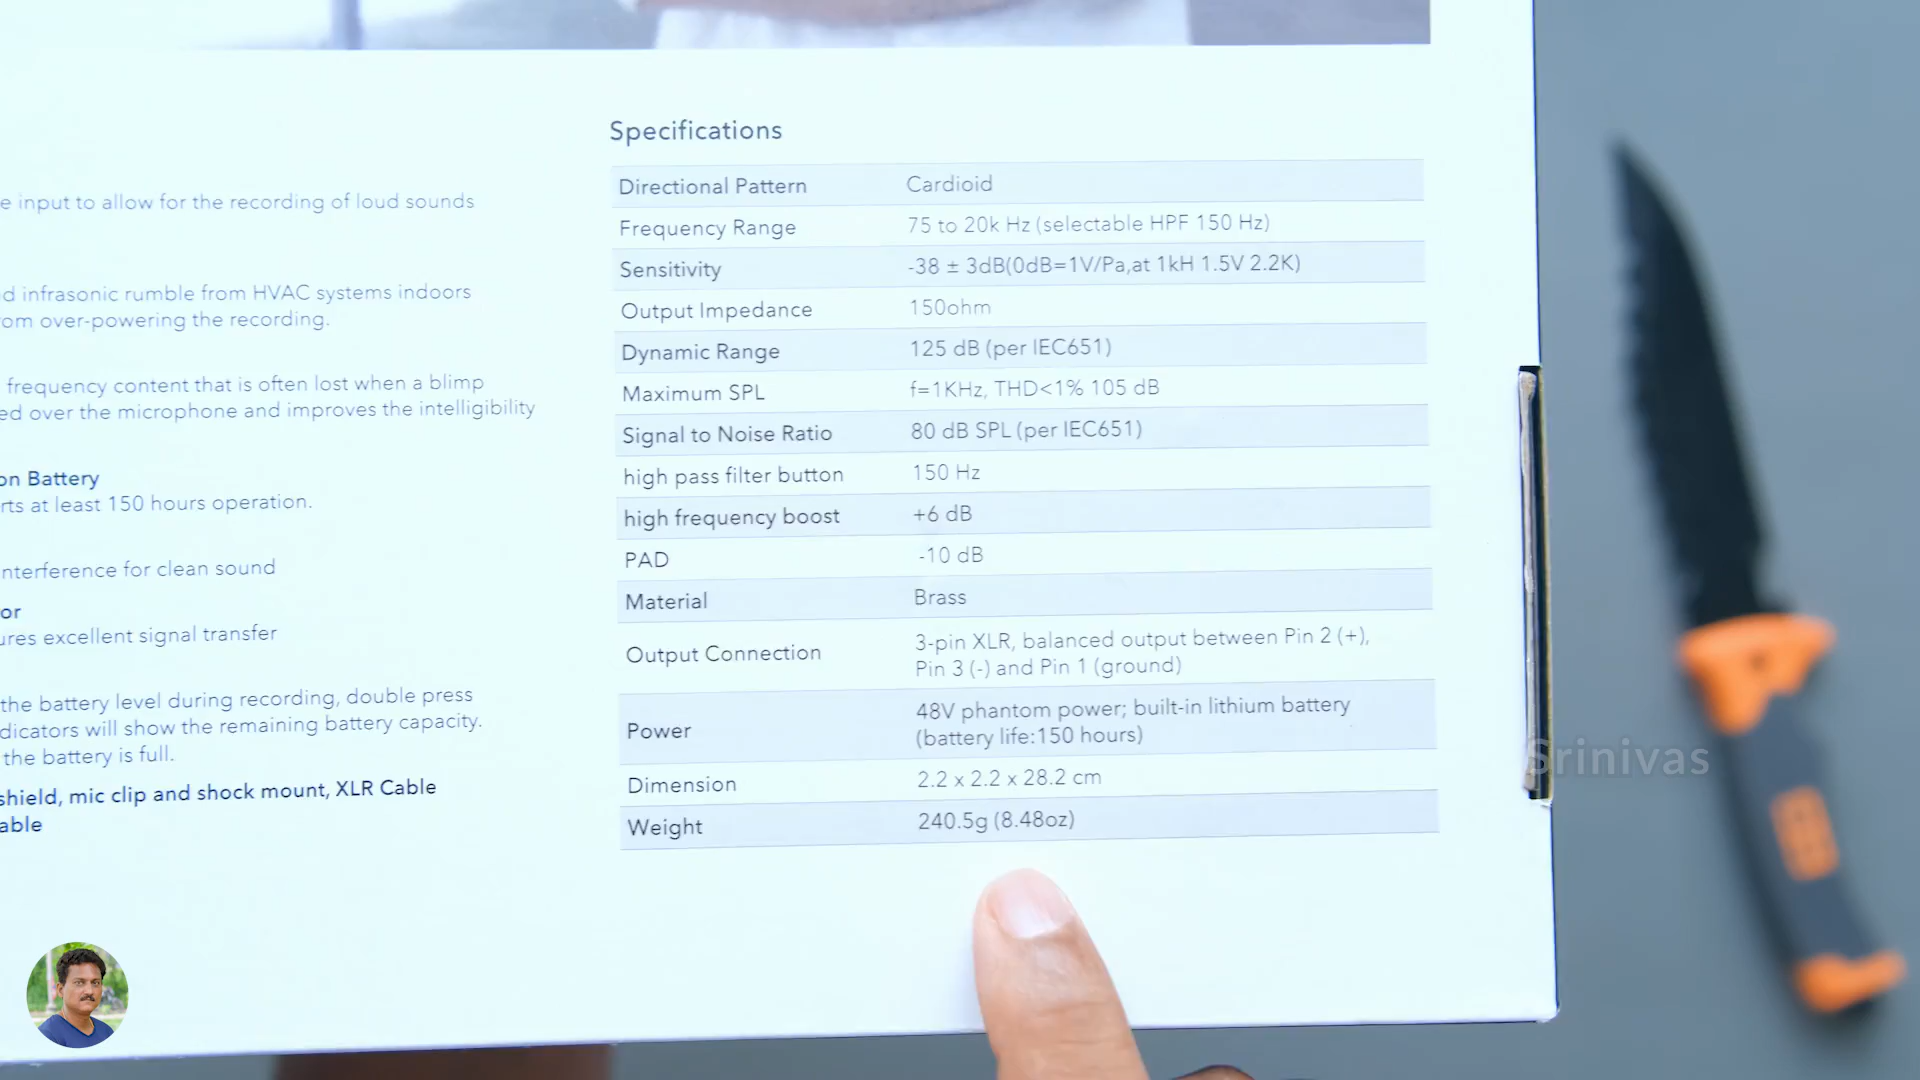 e input to allow for the recording of loud sounds
d infrasonic rumble from HVAC systems indoors
om over-powering the recording.
frequency content that is often lost when a blimp
ed over the microphone and improves the intelligibility
on Battery
rts at least 150 hours operation.
nterference for clean sound
or
ures excellent signal transfer
the battery level during recording, double press
dicators will show the remaining battery capacity.
the battery is full.
shield, mic clip and shock mount, XLR Cable
able
Specifications
Directional Pattern Cardioid
Frequency Range 75 to 20k Hz (selectable HPF 150 Hz)
Sensitivity -38 ± 3dB(0dB=1V/Pa,at 1kH 1.5V 2.2K)
Output Impedance 150ohm
Dynamic Range 125 dB (per IEC651)
Maximum SPL f=1KHz, THD<1% 105 dB
Signal to Noise Ratio 80 dB SPL (per IEC651)
high pass filter button 150 Hz
high frequency boost +6 dB
PAD -10 dB
Material Brass
Output Connection 3-pin XLR, balanced output between Pin 2 (+),
Pin 3 (-) and Pin 1 (ground)
Power 48V phantom power; built-in lithium battery
(battery life:150 hours)
Dimension 2.2 x 2.2 x 28.2 cm
Weight 240.5g (8.48oz)
Srinivas